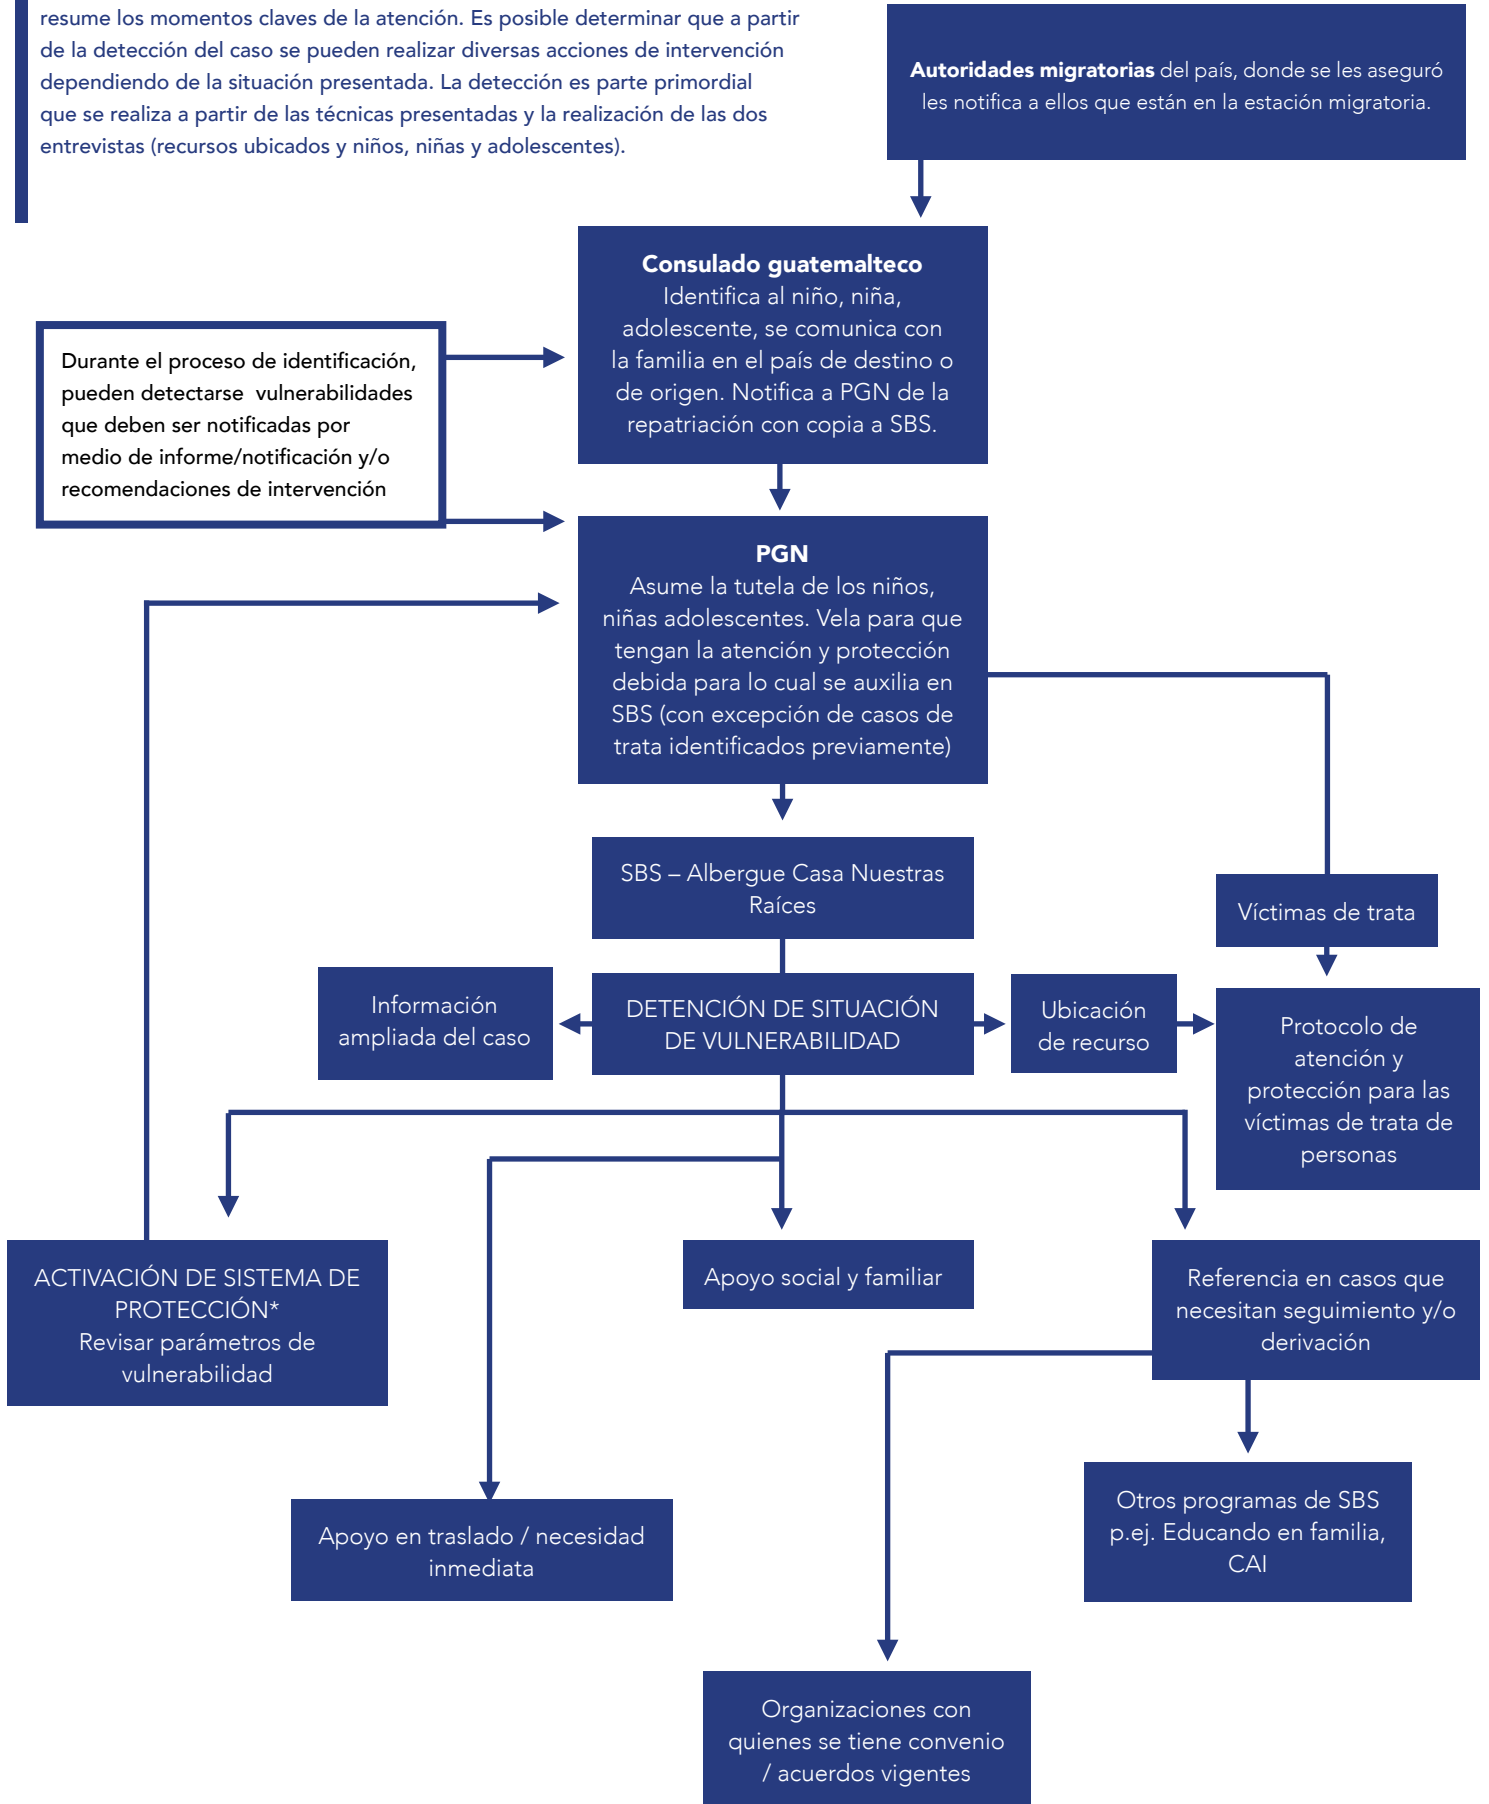 resume los momentos claves de la atención. Es posible determinar que a partir
de la detección del caso se pueden realizar diversas acciones de intervención
dependiendo de la situación presentada. La detección es parte primordial
que se realiza a partir de las técnicas presentadas y la realización de las dos
entrevistas (recursos ubicados y niños, niñas y adolescentes).
Autoridades migratorias del país, donde se les aseguró
les notifica a ellos que están en la estación migratoria.
Consulado guatemalteco
Identifica al niño, niña,
adolescente, se comunica con
la familia en el país de destino o
de origen. Notifica a PGN de la
repatriación con copia a SBS.
Durante el proceso de identificación,
pueden detectarse vulnerabilidades
que deben ser notificadas por
medio de informe/notificación y/o
recomendaciones de intervención
PGN
Asume la tutela de los niños,
niñas adolescentes. Vela para que
tengan la atención y protección
debida para lo cual se auxilia en
SBS (con excepción de casos de
trata identificados previamente)
SBS – Albergue Casa Nuestras
Raíces
Víctimas de trata
Información
ampliada del caso
DETENCIÓN DE SITUACIÓN
DE VULNERABILIDAD
Ubicación
de recurso
Protocolo de
atención y
protección para las
víctimas de trata de
personas
ACTIVACIÓN DE SISTEMA DE
PROTECCIÓN*
Revisar parámetros de
vulnerabilidad
Apoyo social y familiar
Referencia en casos que
necesitan seguimiento y/o
derivación
Apoyo en traslado / necesidad
inmediata
Otros programas de SBS
p.ej. Educando en familia,
CAI
Organizaciones con
quienes se tiene convenio
/ acuerdos vigentes